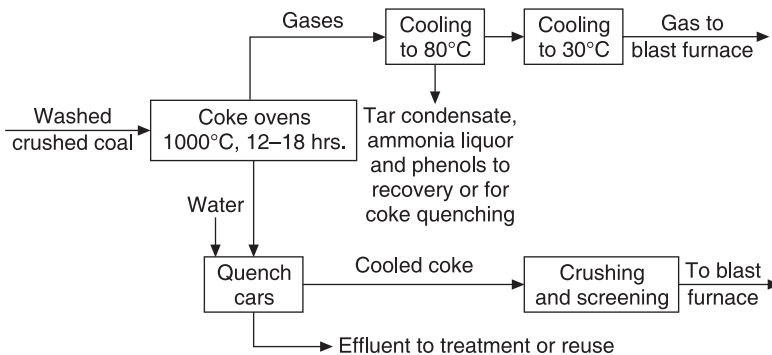 Gases
Cooling
to 80°C
Cooling
to 30°C
Gas to
blast furnace
Washed
crushed coal
Coke ovens
1000°C, 12–18 hrs.
Tar condensate,
ammonia liquor
and phenols to
recovery or for
coke quenching
Water
Quench
cars
Cooled coke
Crushing
and screening
To blast
furnace
Effluent to treatment or reuse